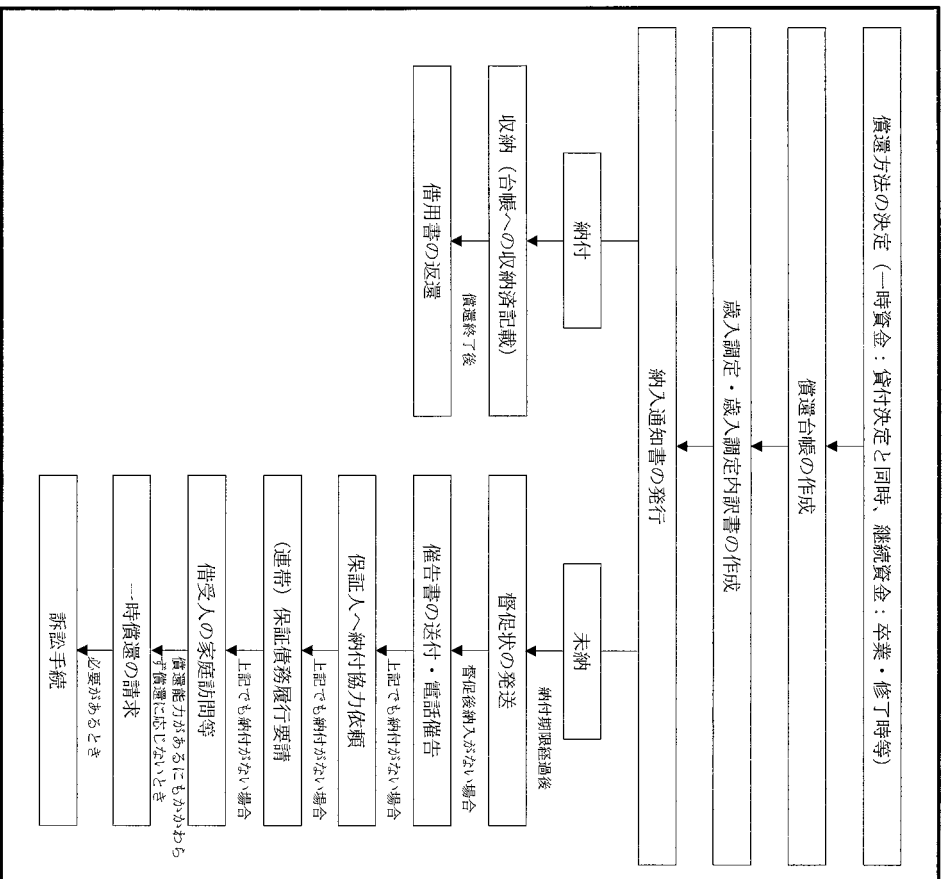 償還方法の決定（一時資金：貸付決定と同時、継続資金：卒業・修了時等）
償還台帳の作成
歳入調定・歳入調定内訳書の作成
納入通知書の発行
納付
収納（台帳への収納済記載）
償還終了後
借用書の返還
未納
納付期限経過後
督促状の発送
督促後納入がない場合
催告書の送付・電話催告
上記でも納付がない場合
保証人へ納付協力依頼
上記でも納付がない場合
（連帯）保証債務履行要請
上記でも納付がない場合
借受人の家庭訪問等
償還能力があるにもかかわら
ず償還に応じないとき
一時償還の請求
必要があるとき
訴訟手続